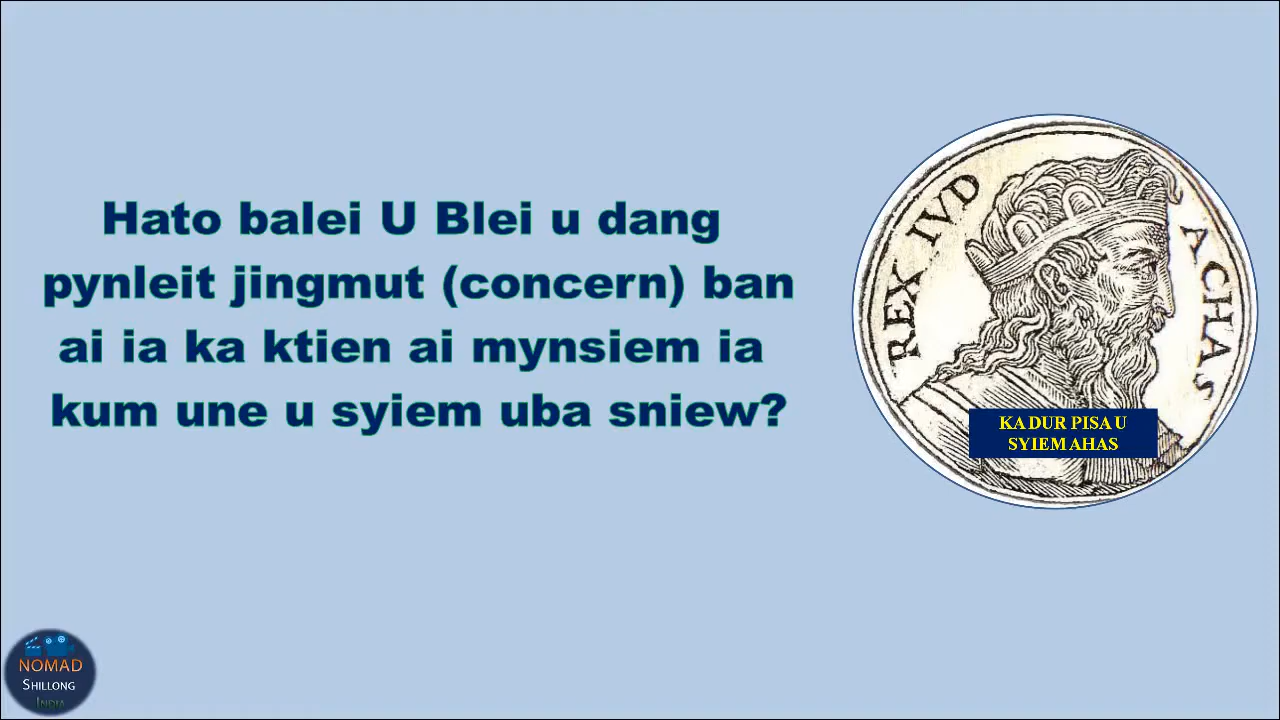 Hato balei U Blei u dang
pynleit jingmut (concern) ban
ai ia ka ktien ai mynsiem ia
kum une u syiem uba sniew?
REX IVD
ACHAS
KA DUR PISA U
SYIEM AHAS
NOMAD
SHILLONG
INDIA